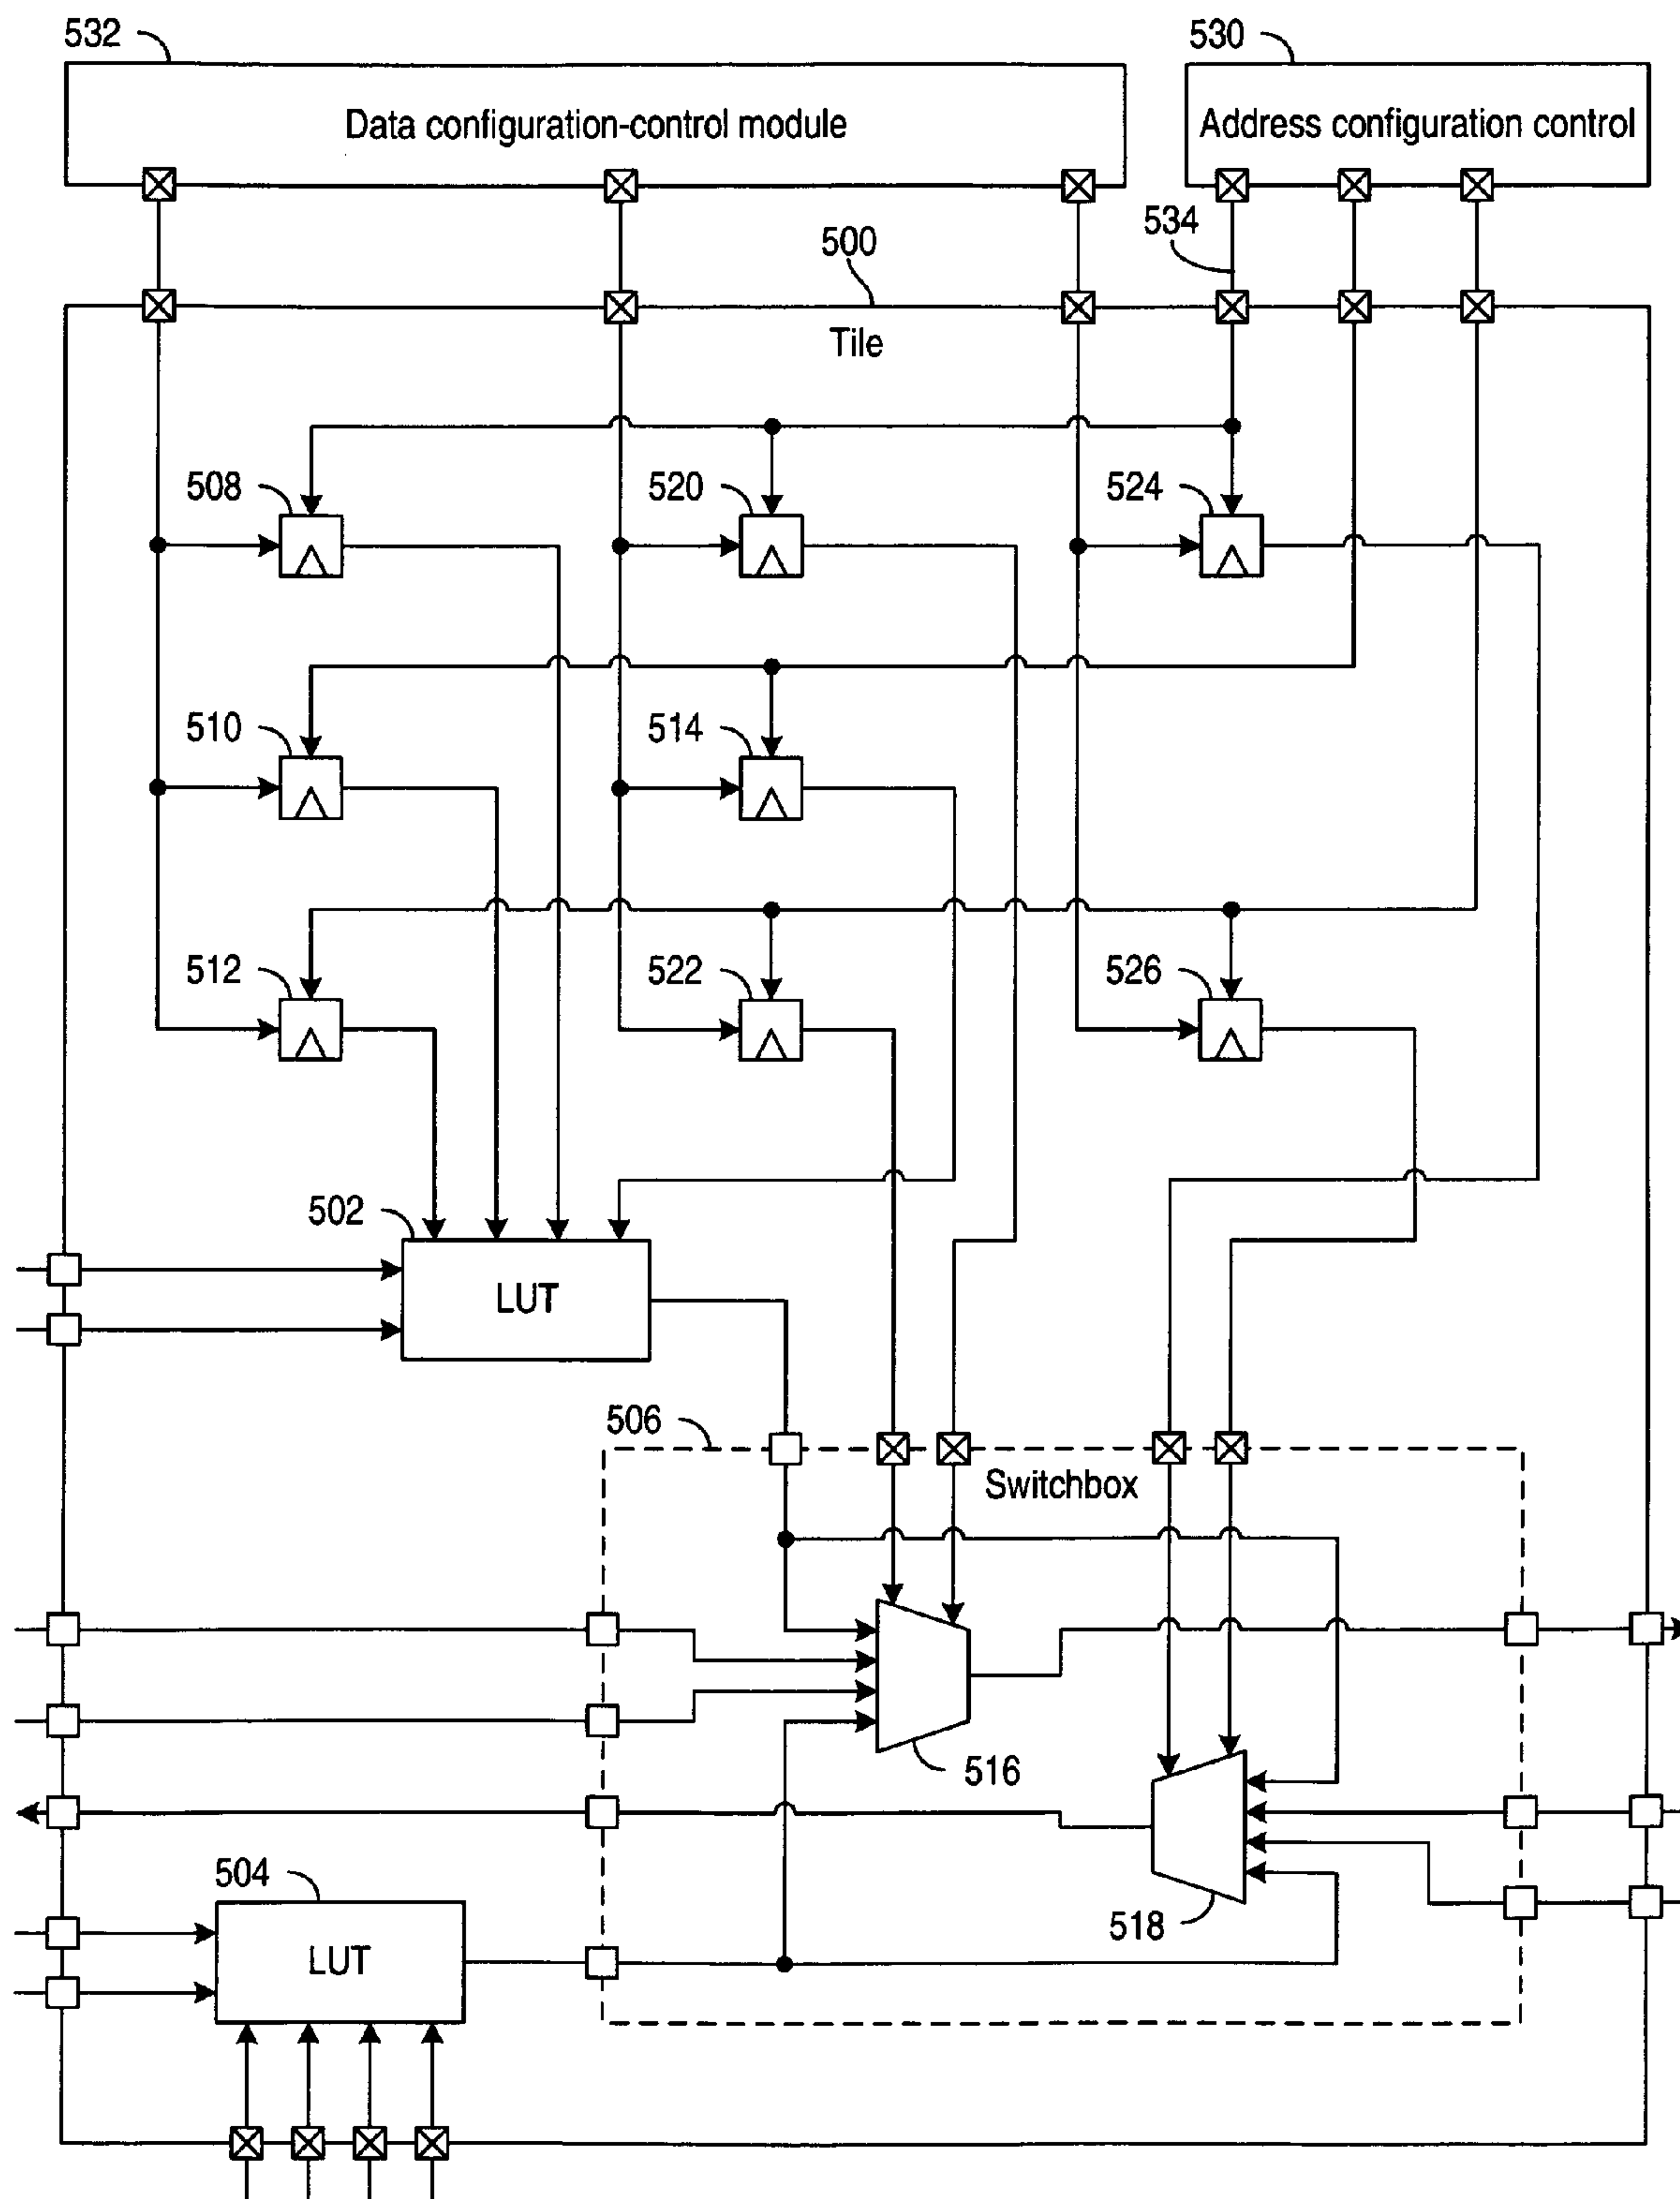 532
530
Data configuration-control module
Address configuration control
534
500
Tile
508
520
524
510
514
512
522
526
502
LUT
506
Switchbox
516
504
LUT
518